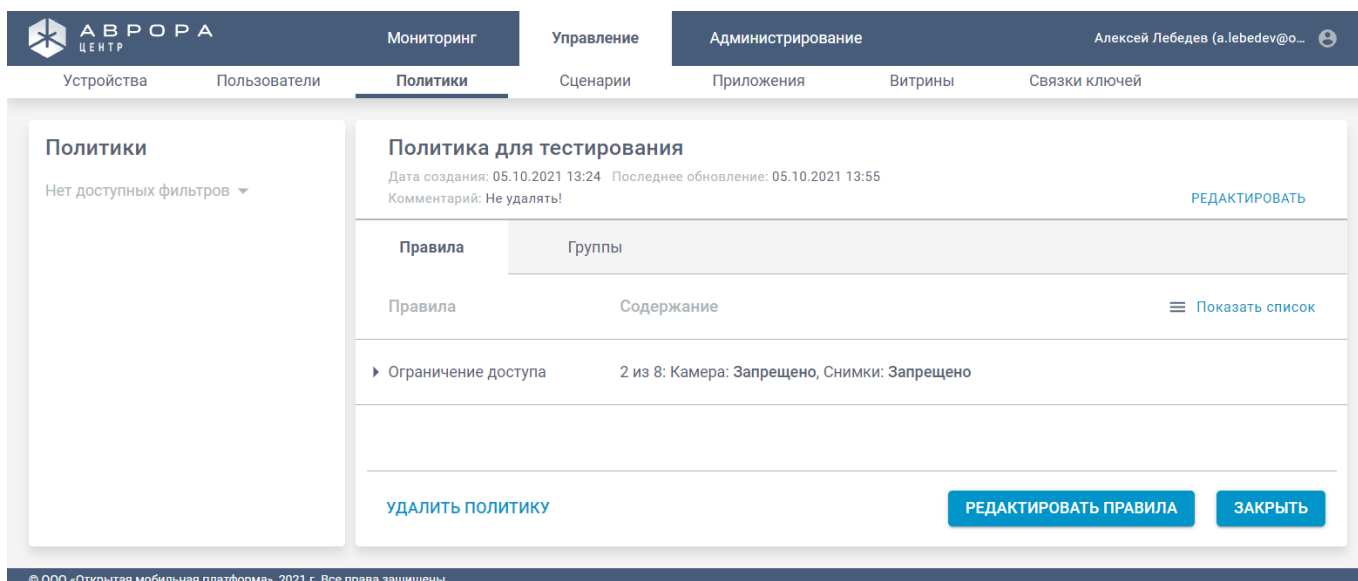 АВРОРА
ЦЕНТР
Мониторинг Управление Администрирование Алексей Лебедев (a.lebedev@o...
Устройства Пользователи Политики Сценарии Приложения Витрины Связки ключей
Политики
Нет доступных фильтров
Политика для тестирования
Дата создания: 05.10.2021 13:24 Последнее обновление: 05.10.2021 13:55
Комментарий: Не удалять!
РЕДАКТИРОВАТЬ
Правила Группы
Правила Содержание Показать список
Ограничение доступа 2 из 8: Камера: Запрещено, Снимки: Запрещено
УДАЛИТЬ ПОЛИТИКУ РЕДАКТИРОВАТЬ ПРАВИЛА ЗАКРЫТЬ
© ООО «Открытая мобильная платформа», 2021 г. Все права защищены